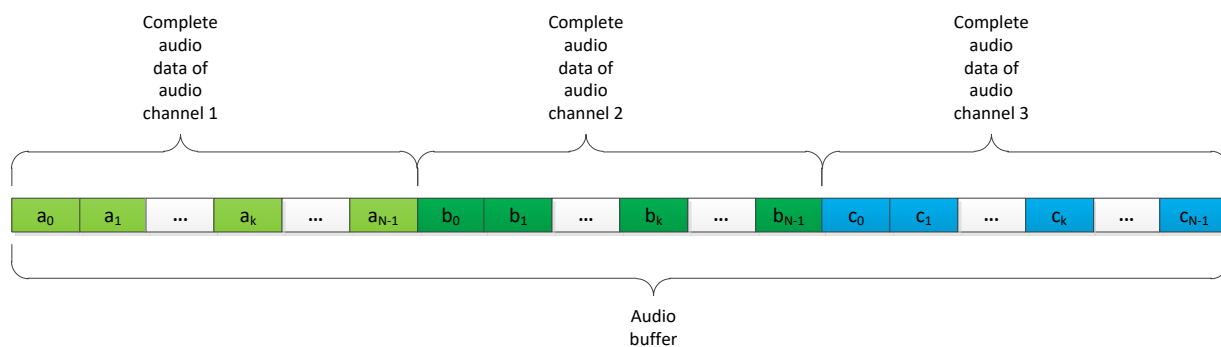 Complete
audio
data of
audio
channel 1
Complete
audio
data of
audio
channel 2
Complete
audio
data of
audio
channel 3
a0 a1 ... ak ... aN-1 b0 b1 ... bk ... bN-1 c0 c1 ... ck ... cN-1
Audio
buffer